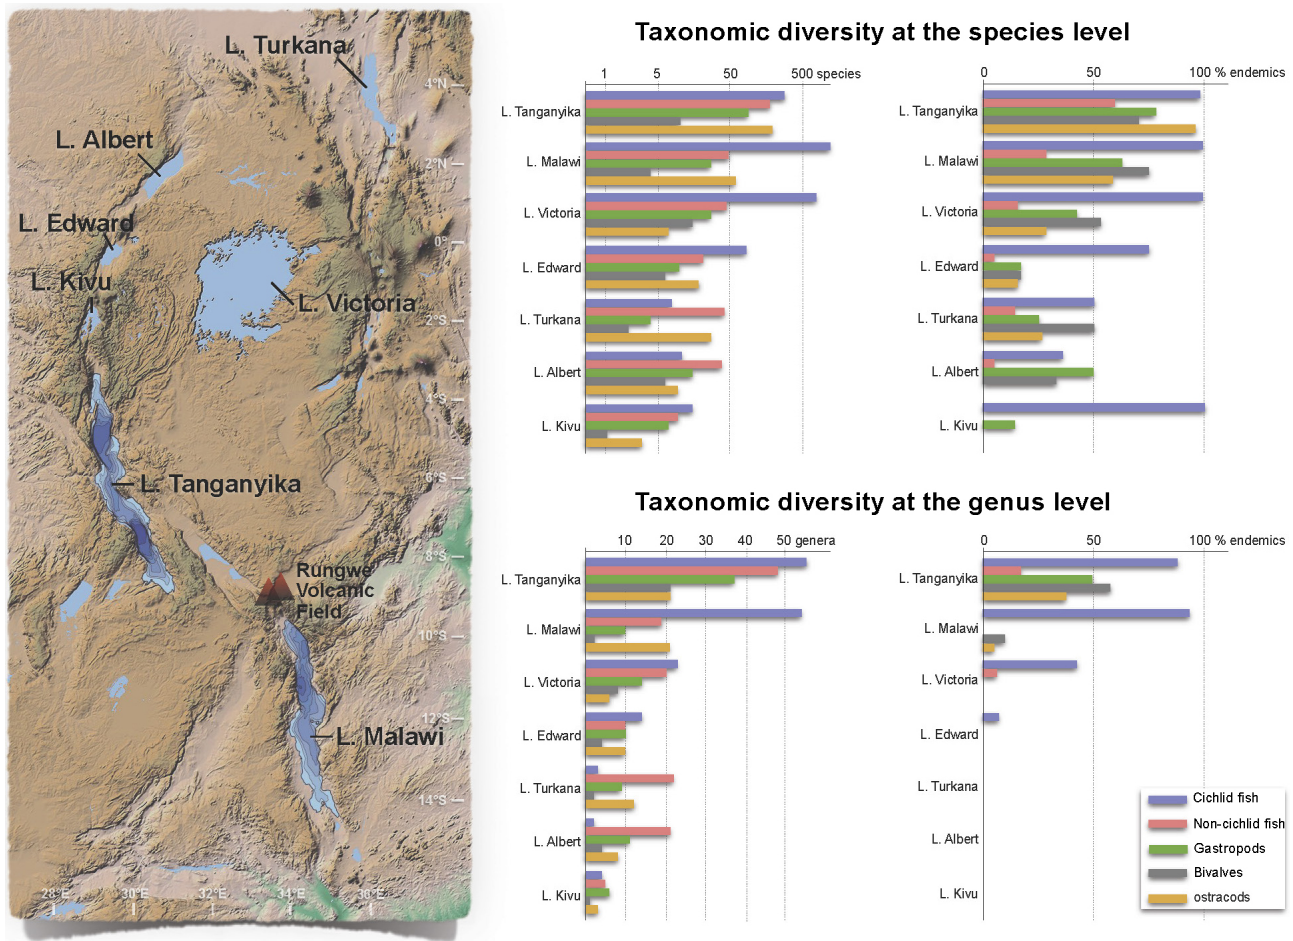 L. Turkana
4°N
L. Albert
2°N
L. Edward
0°
L. Kivu
L. Victoria
2°S
4°S
6°S
L. Tanganyika
8°S
Rungwe
Volcanic
Field
10°S
12°S
L. Malawi
14°S
28°E 30°E 32°E 34°E 36°E
Taxonomic diversity at the species level
1 5 50 500 species
L. Tanganyika
L. Malawi
L. Victoria
L. Edward
L. Turkana
L. Albert
L. Kivu
0 50 100 % endemics
L. Tanganyika
L. Malawi
L. Victoria
L. Edward
L. Turkana
L. Albert
L. Kivu
Taxonomic diversity at the genus level
10 20 30 40 50 genera
L. Tanganyika
L. Malawi
L. Victoria
L. Edward
L. Turkana
L. Albert
L. Kivu
0 50 100 % endemics
L. Tanganyika
L. Malawi
L. Victoria
L. Edward
L. Turkana
L. Albert
L. Kivu
Cichlid fish
Non-cichlid fish
Gastropods
Bivalves
ostracods